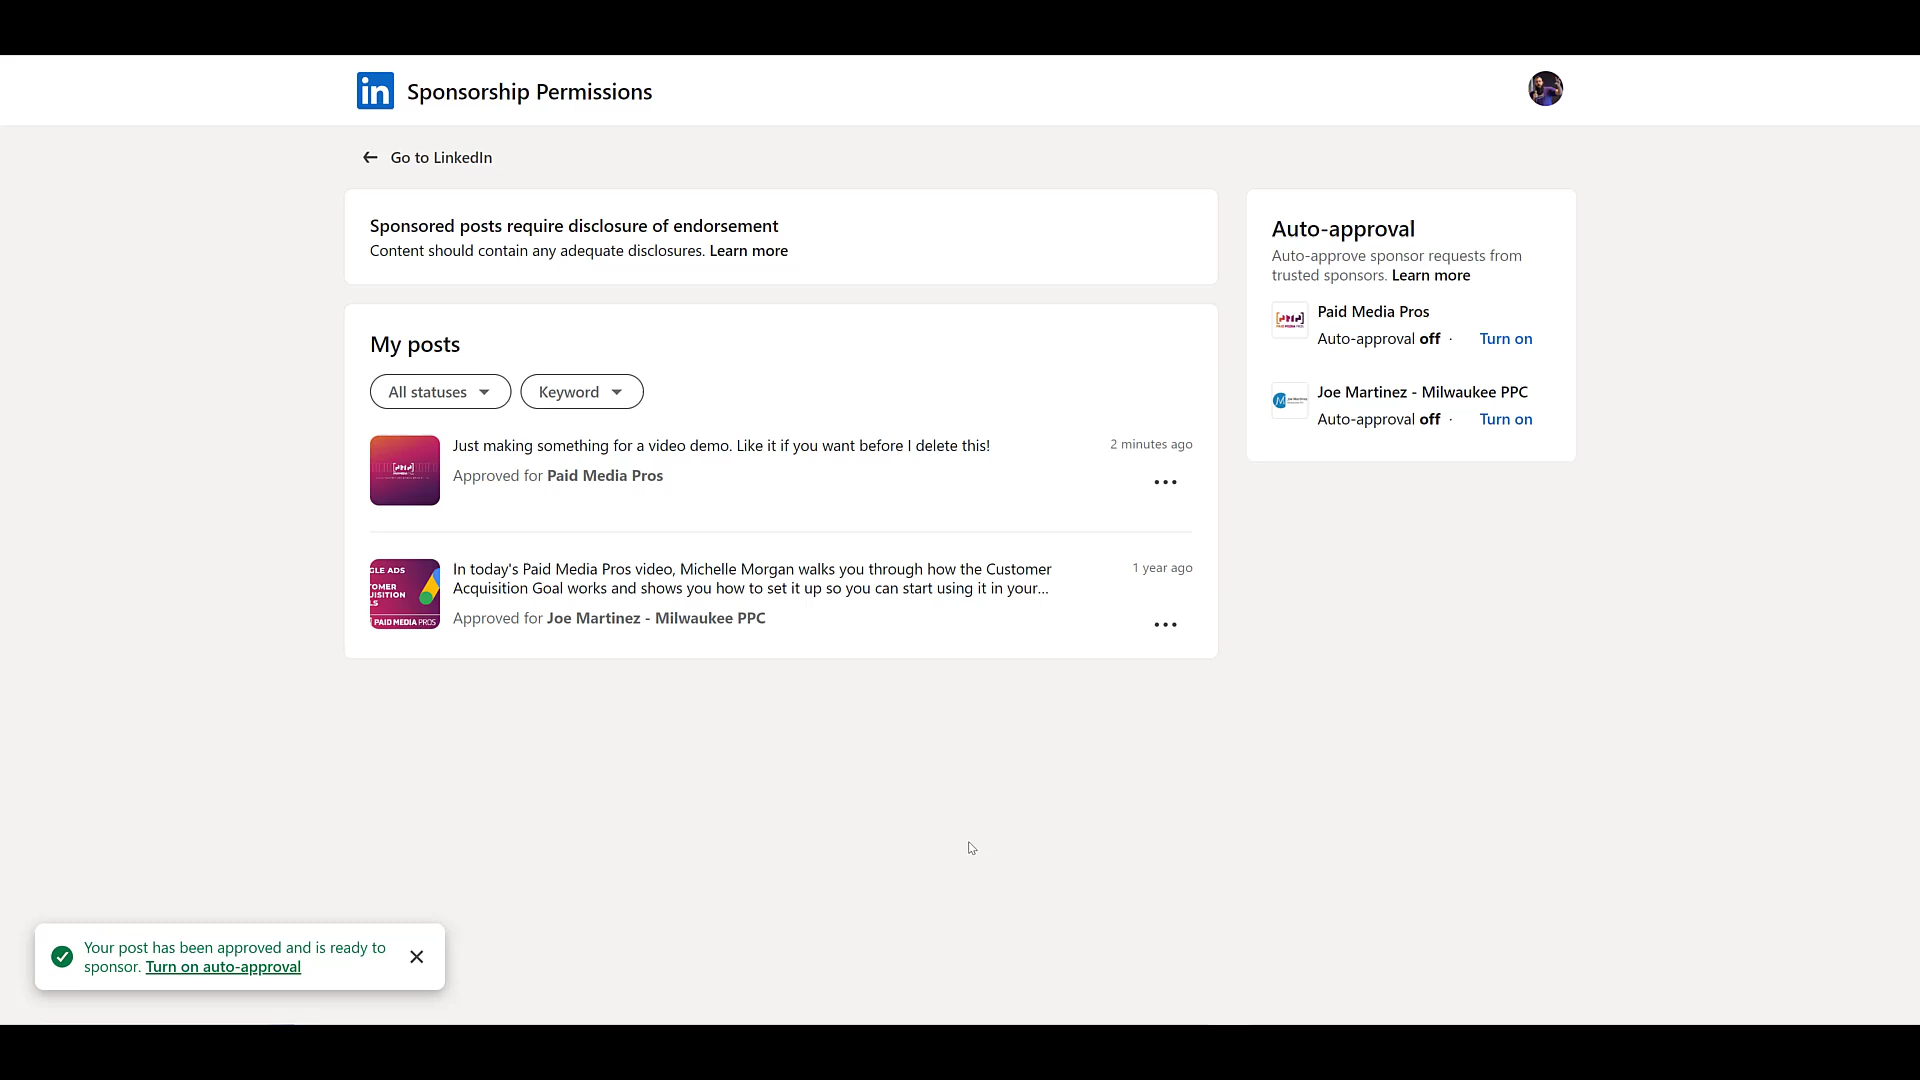 in Sponsorship Permissions
Go to LinkedIn
Sponsored posts require disclosure of endorsement
Content should contain any adequate disclosures. Learn more
My posts
All statuses
Keyword
Just making something for a video demo. Like it if you want before I delete this!
2 minutes ago
Approved for Paid Media Pros
GLE ADS
OMER
UISITION
LS
PAID MEDIA PROS
In today's Paid Media Pros video, Michelle Morgan walks you through how the Customer
Acquisition Goal works and shows you how to set it up so you can start using it in your...
1 year ago
Approved for Joe Martinez - Milwaukee PPC
Auto-approval
Auto-approve sponsor requests from
trusted sponsors. Learn more
Paid Media Pros
Auto-approval off · Turn on
Joe Martinez - Milwaukee PPC
Auto-approval off · Turn on
Your post has been approved and is ready to
sponsor. Turn on auto-approval